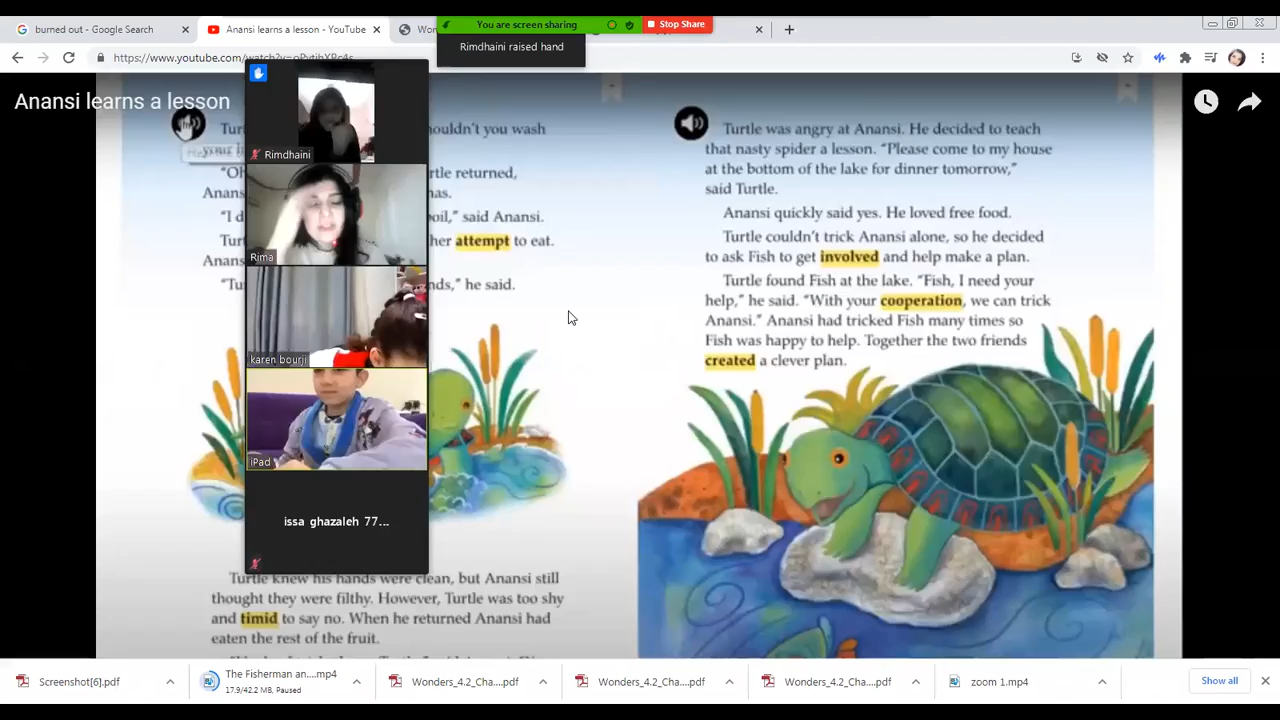 burned out - Google Search
Anansi learns a lesson - YouTube
You are screen sharing
Stop Share
Rimdhaini raised hand
https://www.youtube.com/watch?v=
Anansi learns a lesson
Rimdhaini
Rima
karen bourji
iPad
issa ghazaleh 77...
houldn't you wash
rtle returned,
said Anansi.
her attempt to eat.
Anans
he said.
Turtle knew his hands were clean, but Anansi still
thought they were filthy. However, Turtle was too shy
and timid to say no. When he returned Anansi had
eaten the rest of the fruit.
Turtle was angry at Anansi. He decided to teach
that nasty spider a lesson. "Please come to my house
at the bottom of the lake for dinner tomorrow,"
said Turtle.
Anansi quickly said yes. He loved free food.
Turtle couldn't trick Anansi alone, so he decided
to ask Fish to get involved and help make a plan.
Turtle found Fish at the lake. "Fish, I need your
help," he said. "With your cooperation, we can trick
Anansi." Anansi had tricked Fish many times so
Fish was happy to help. Together the two friends
created a clever plan.
Screenshot[6].pdf
The Fisherman an....mp4
17.9/42.2 MB, Paused
Wonders_4.2_Cha....pdf
Wonders_4.2_Cha....pdf
Wonders_4.2_Cha....pdf
zoom 1.mp4
Show all